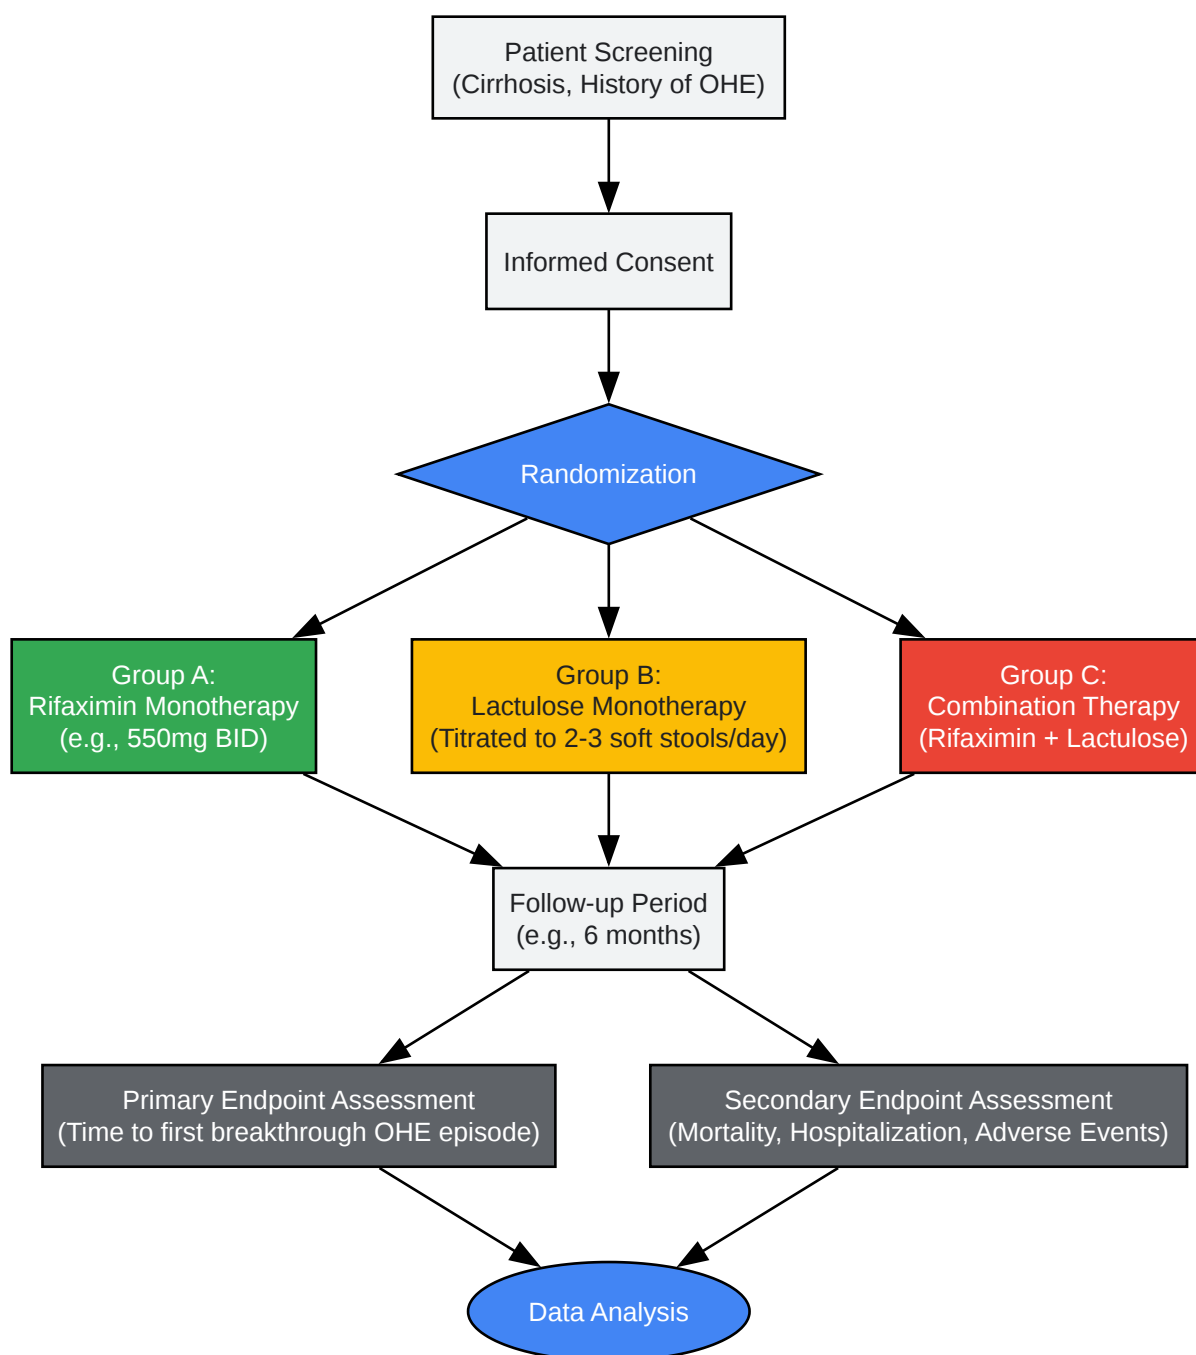 Patient Screening
(Cirrhosis, History of OHE)
Informed Consent
Randomization
Group A:
Rifaximin Monotherapy
(e.g., 550mg BID)
Group B:
Lactulose Monotherapy
(Titrated to 2-3 soft stools/day)
Group C:
Combination Therapy
(Rifaximin + Lactulose)
Follow-up Period
(e.g., 6 months)
Primary Endpoint Assessment
(Time to first breakthrough OHE episode)
Secondary Endpoint Assessment
(Mortality, Hospitalization, Adverse Events)
Data Analysis